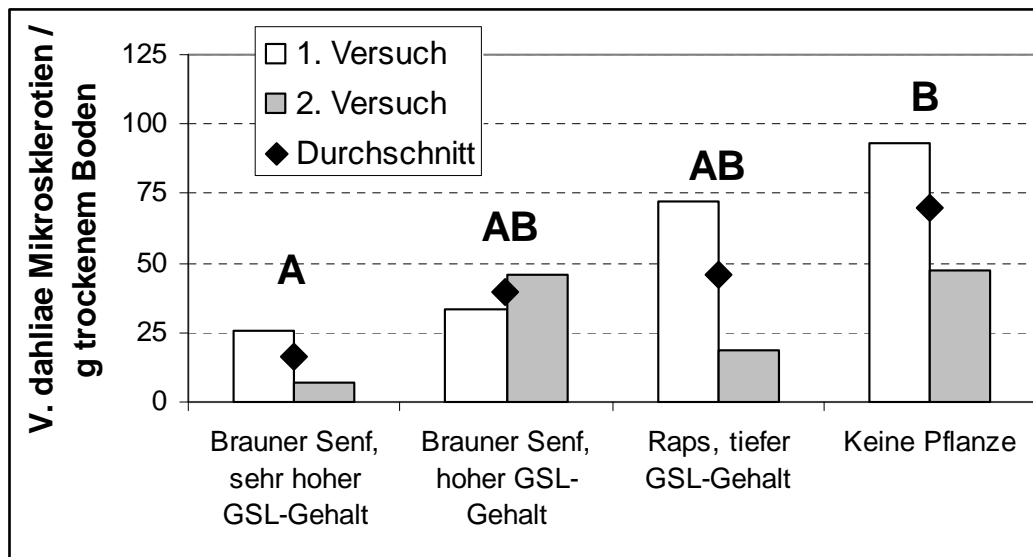 V. dahliae Mikrosklerotien /
g trockenem Boden
125
100
75
50
25
0
1. Versuch
2. Versuch
Durchschnitt
A
AB
AB
B
Brauner Senf,
sehr hoher
GSL-Gehalt
Brauner Senf,
hoher GSL-
Gehalt
Raps, tiefer
GSL-Gehalt
Keine Pflanze